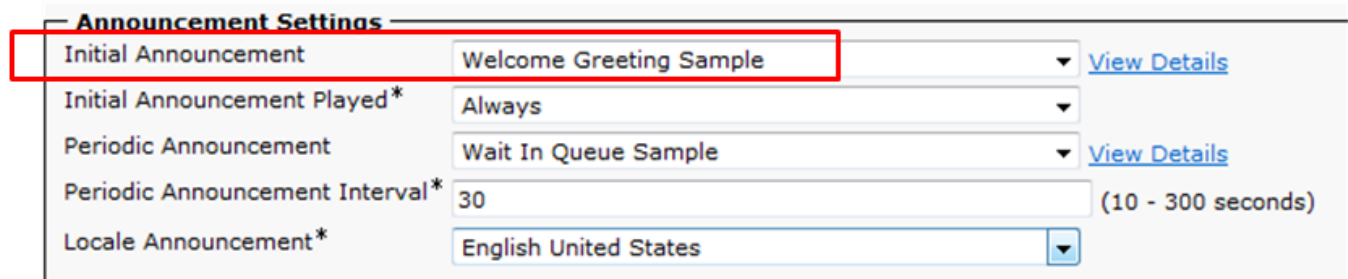 Announcement Settings
Initial Announcement Welcome Greeting Sample View Details
Initial Announcement Played* Always
Periodic Announcement Wait In Queue Sample View Details
Periodic Announcement Interval* 30 (10 - 300 seconds)
Locale Announcement* English United States